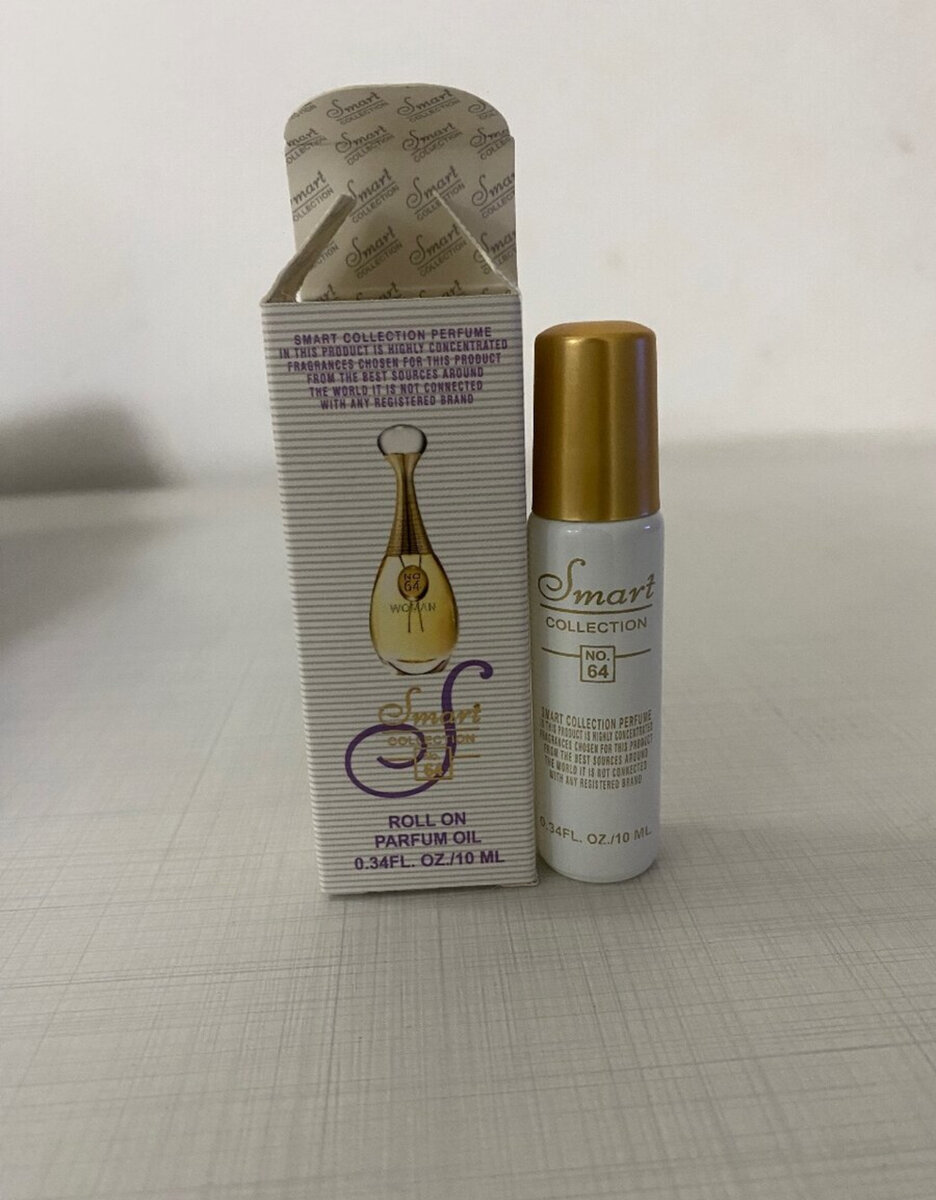 Smart
COLLECTION
SMART COLLECTION PERFUME
IN THIS PRODUCT IS HIGHLY CONCENTRATED
FRAGRANCES CHOSEN FOR THIS PRODUCT
FROM THE BEST SOURCES AROUND
THE WORLD IT IS NOT CONNECTED
WITH ANY REGISTERED BRAND
NO
64
WOMAN
Smart
COLLECTION
NO.
64
ROLL ON
PARFUM OIL
0.34FL. OZ./10 ML
Smart
COLLECTION
NO.
64
SMART COLLECTION PERFUME
IN THIS PRODUCT IS HIGHLY CONCENTRATED
FRAGRANCES CHOSEN FOR THIS PRODUCT
FROM THE BEST SOURCES AROUND
THE WORLD IT IS NOT CONNECTED
WITH ANY REGISTERED BRAND
0.34FL. OZ./10 ML